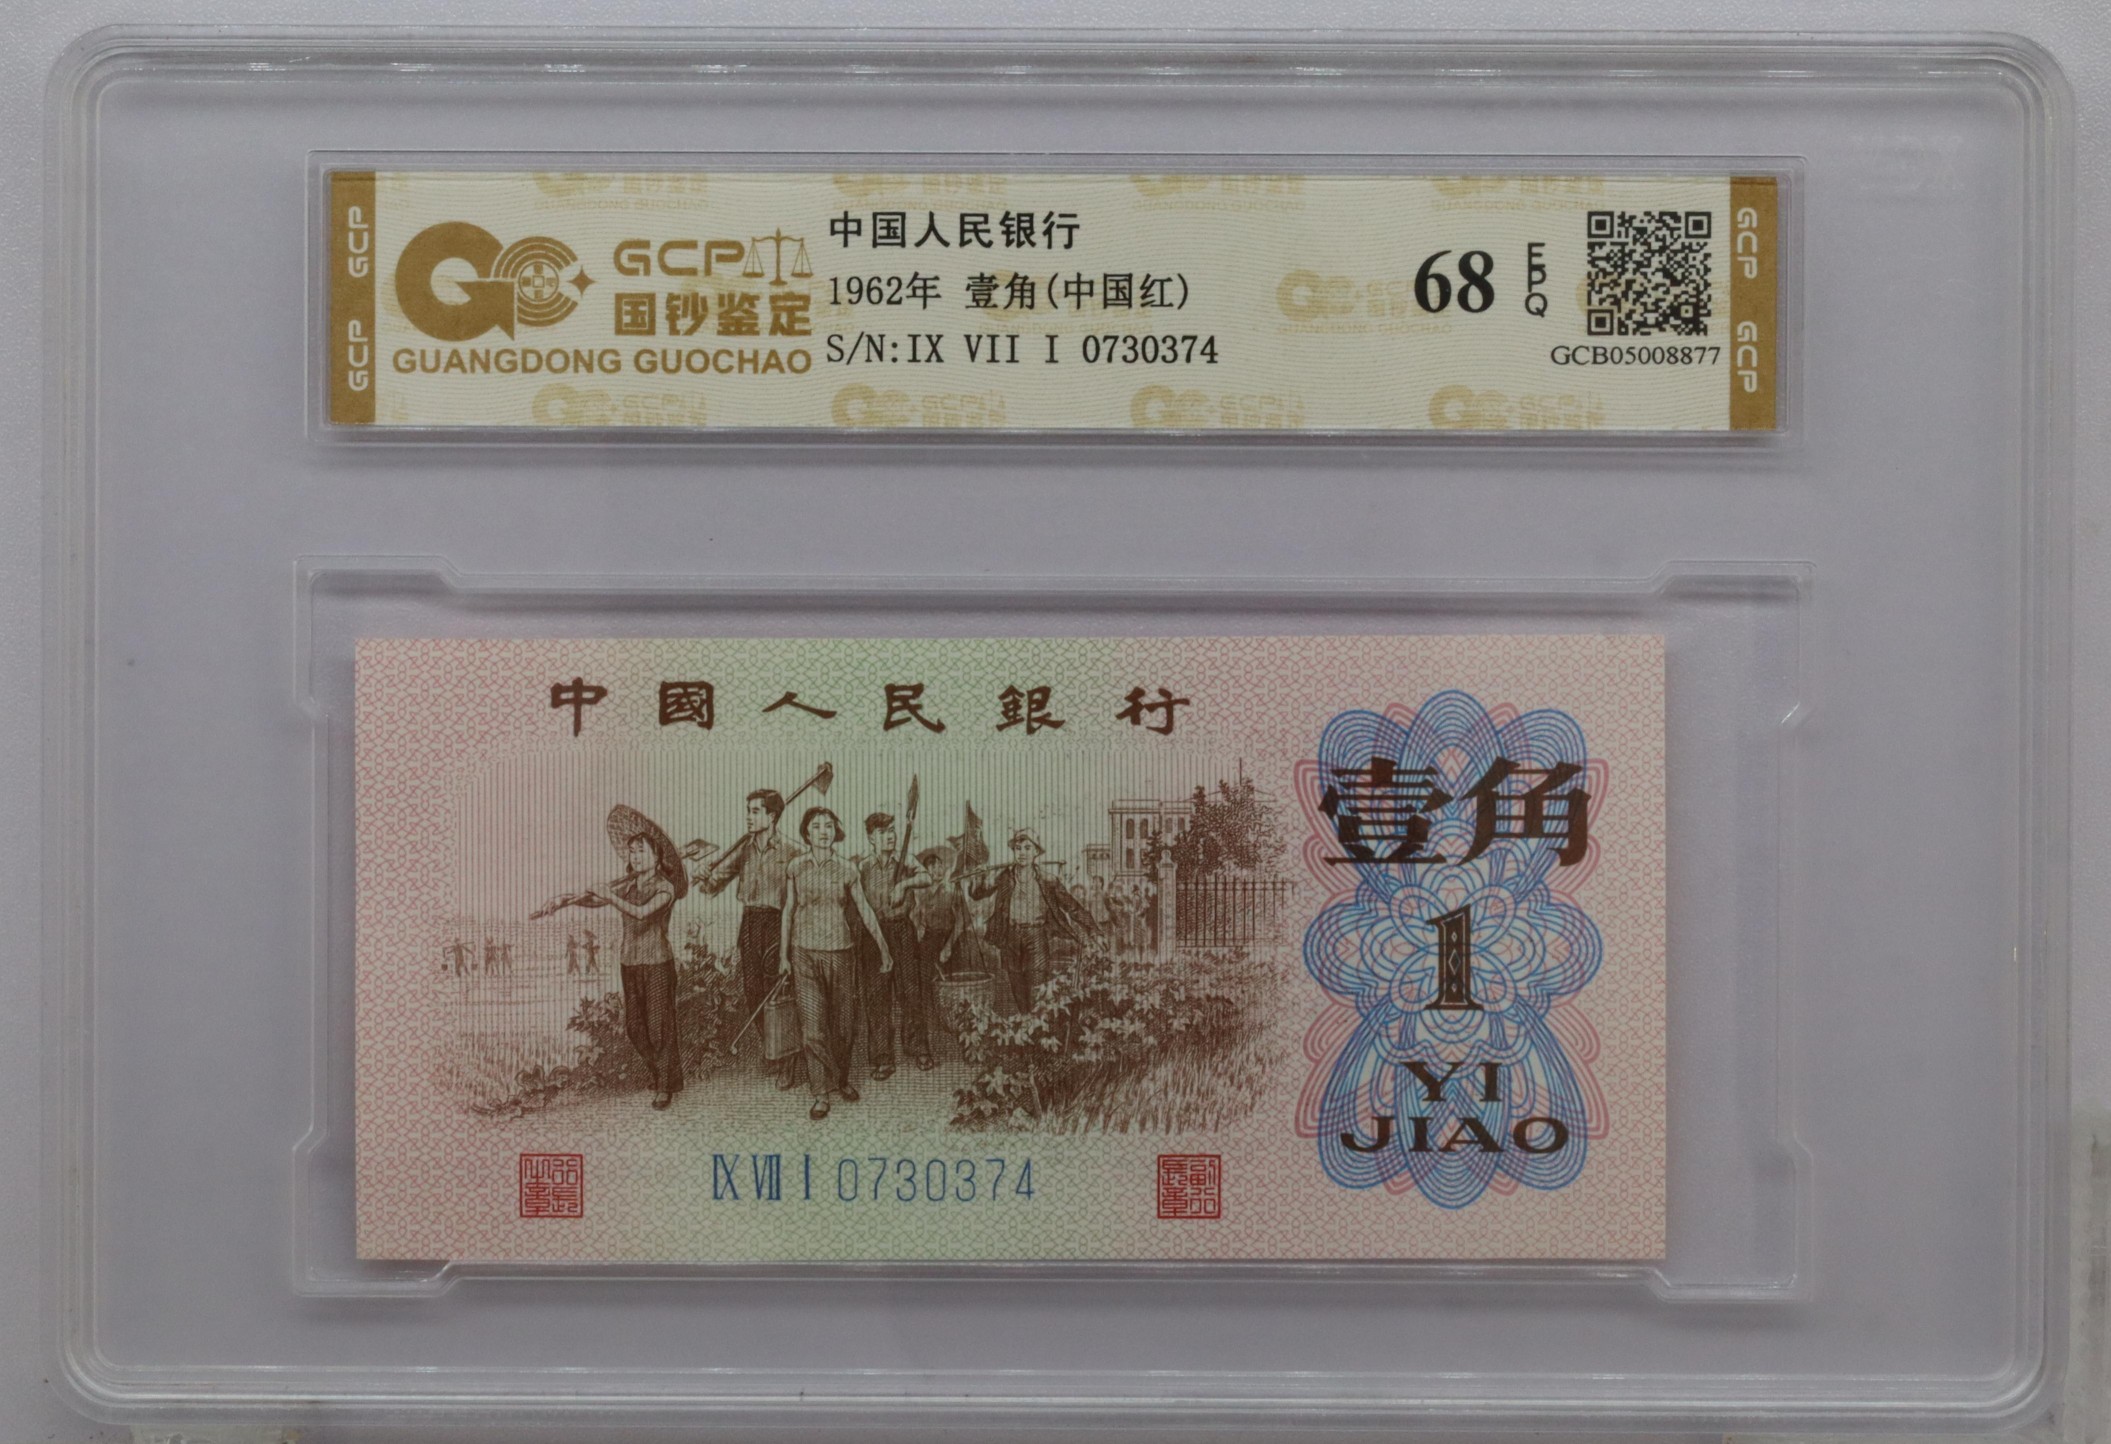 GCP GCP
GCP
国钞鉴定
GUANGDONG GUOCHAO
中国人民银行
1962年 壹角(中国红)
S/N:IX VII I 0730374
68 EPQ
GCB05008877
GCP GCP
中國人民銀行
壹角
1
YI
JIAO
IX VII I 0730374